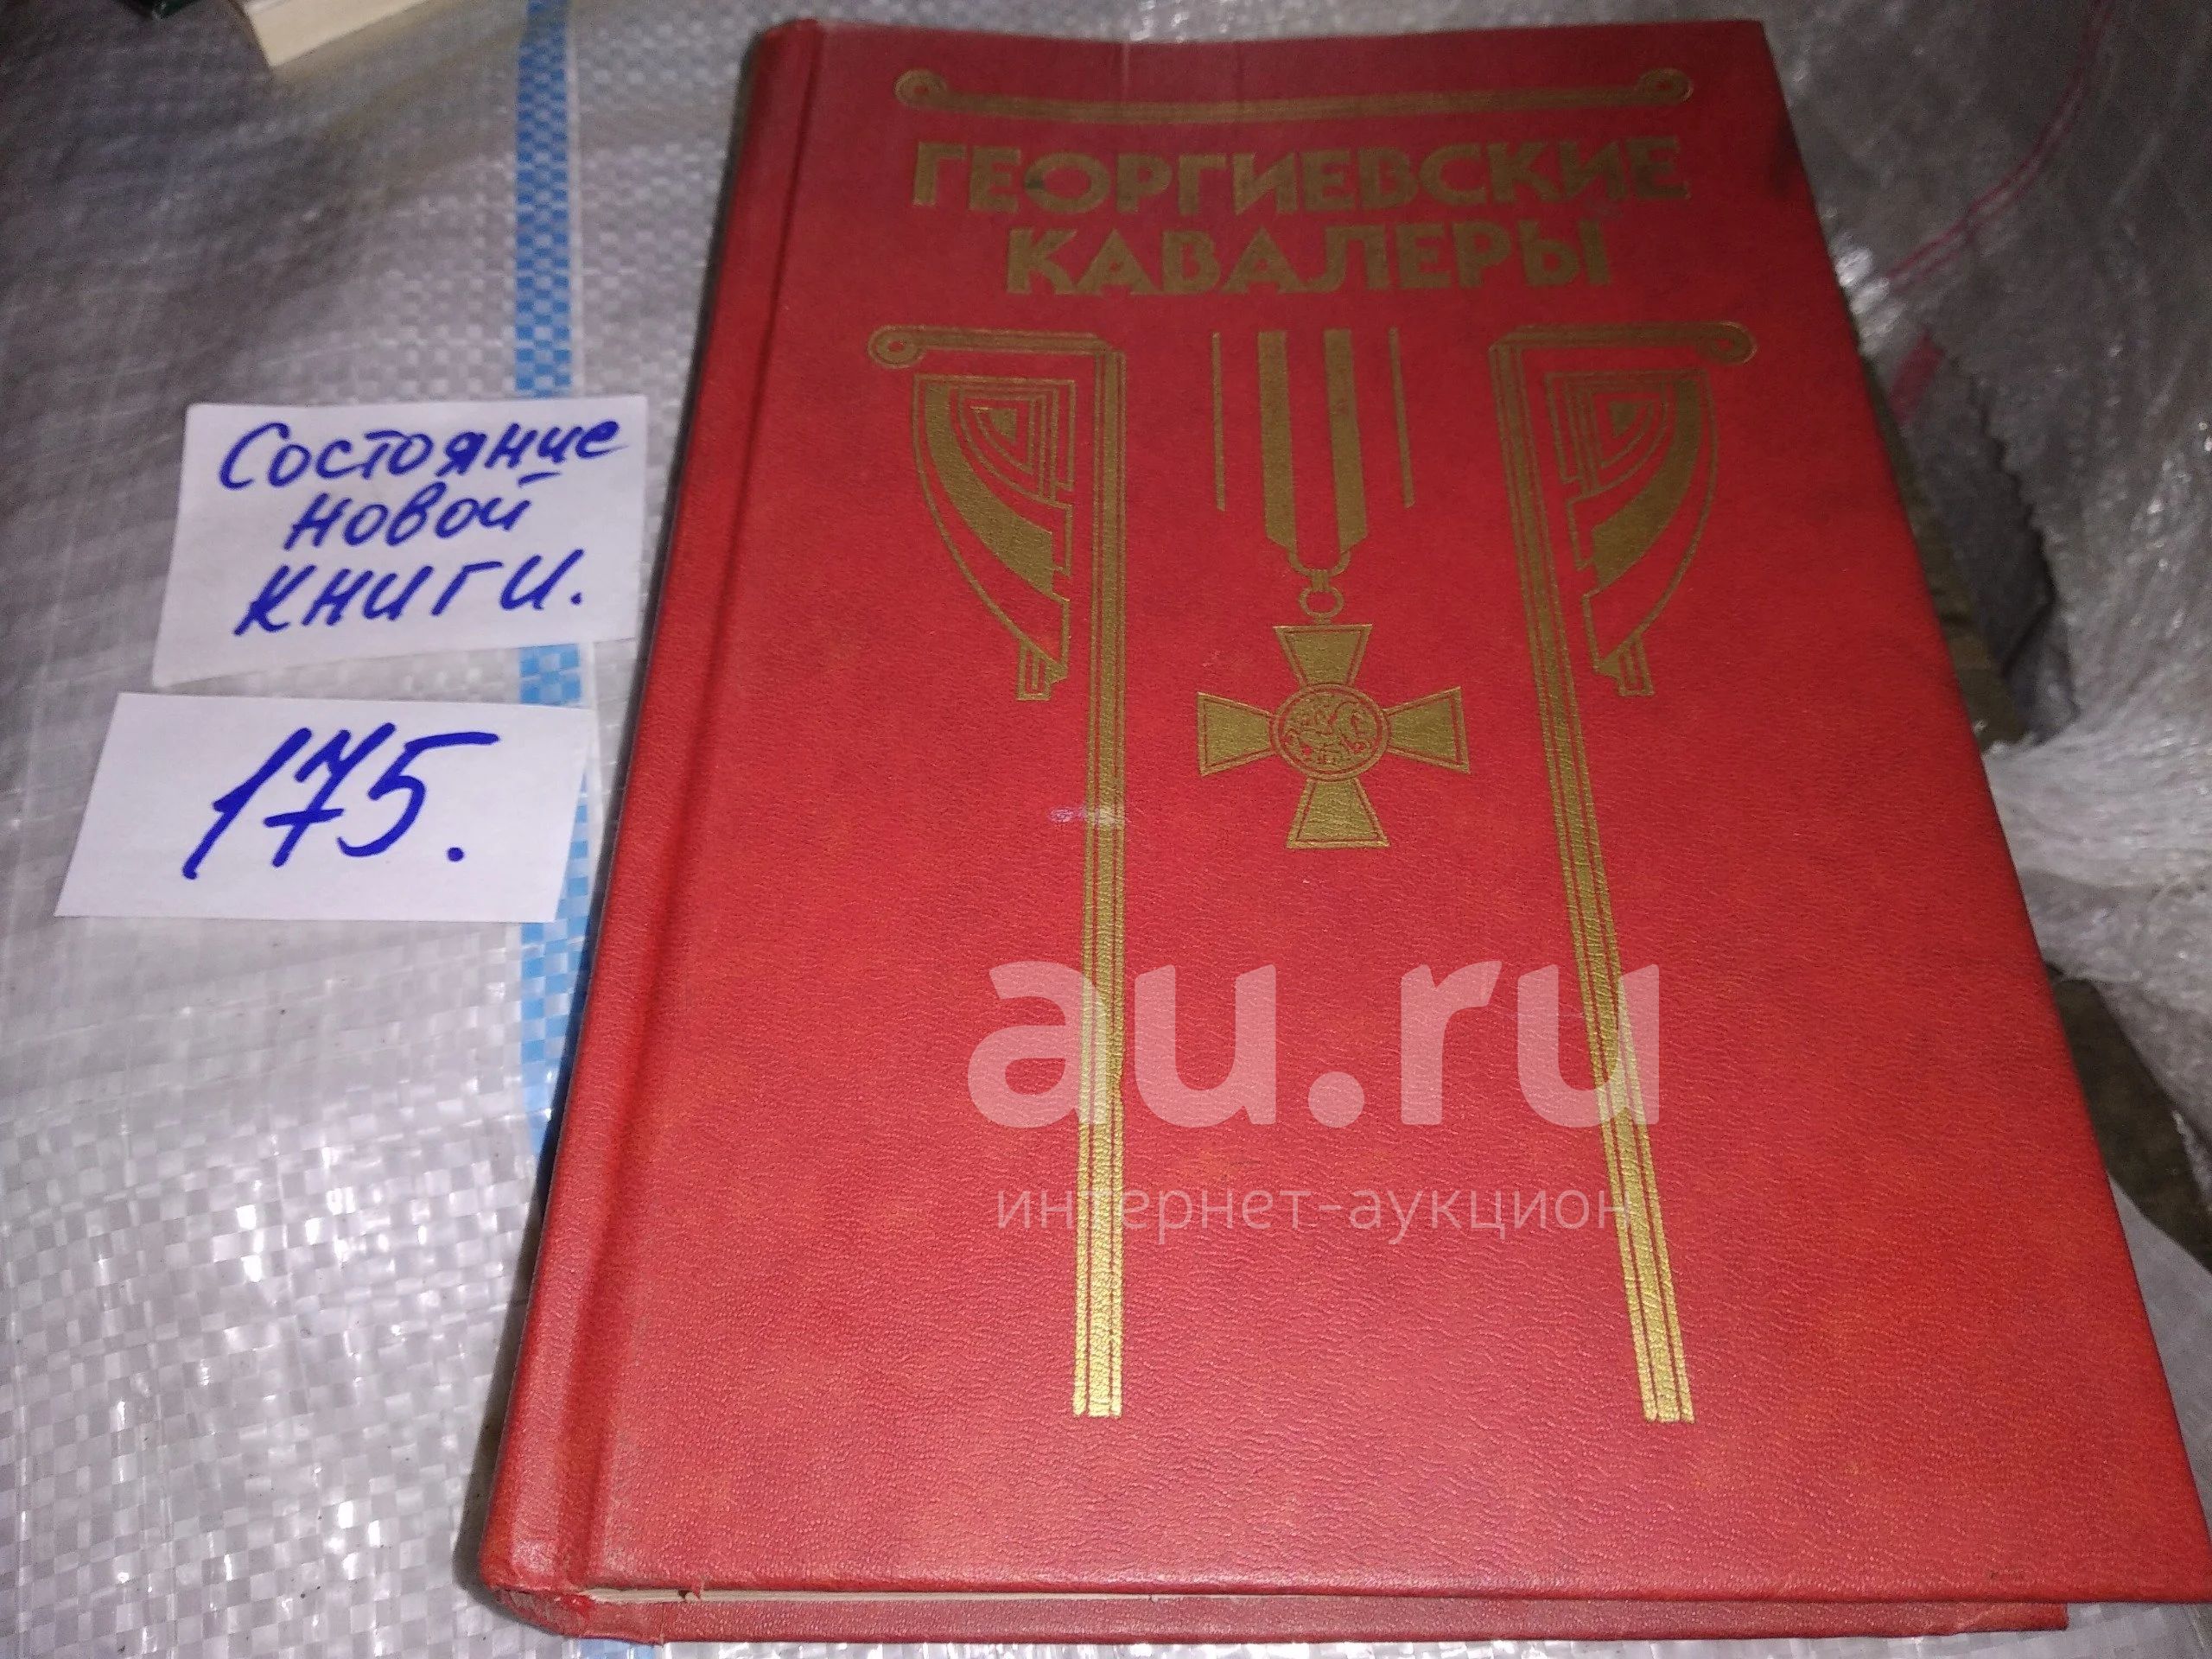 ГЕОРГИЕВСКИЕ
КАВАЛЕРЫ
Состояние
новой
книги.
175.
au.ru
интернет-аукцион